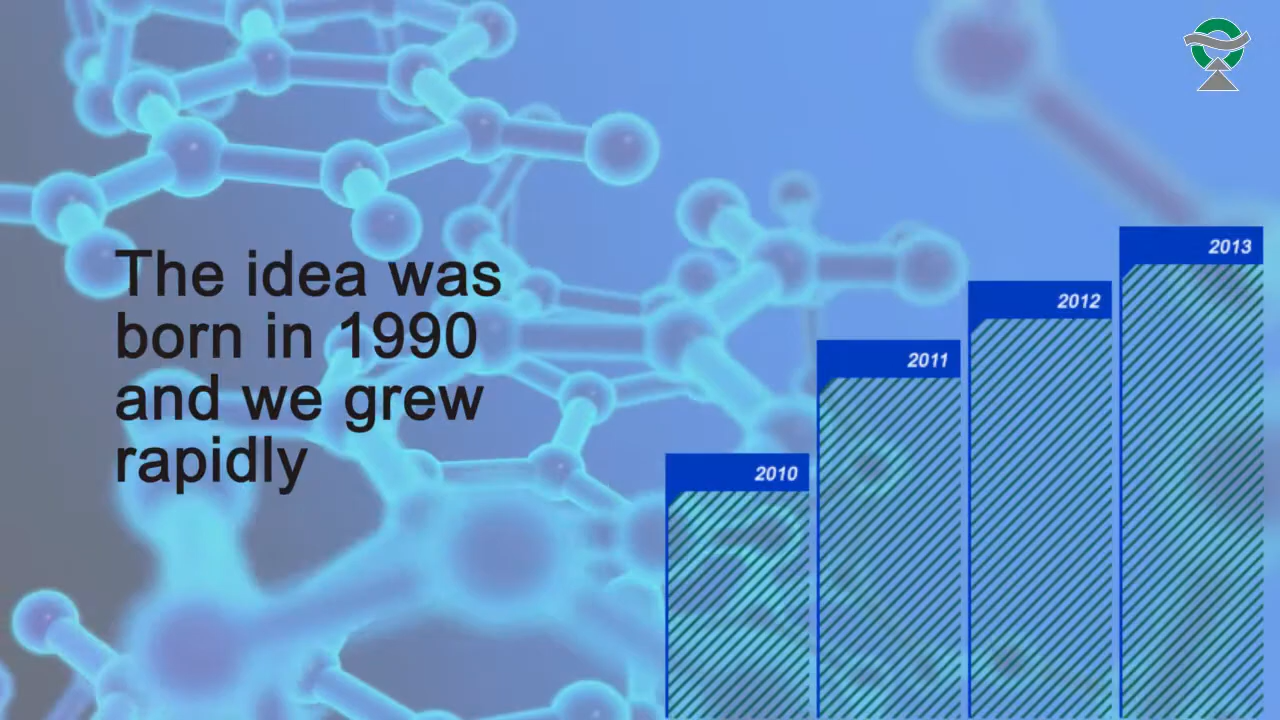 The idea was
born in 1990
and we grew
rapidly
2010
2011
2012
2013